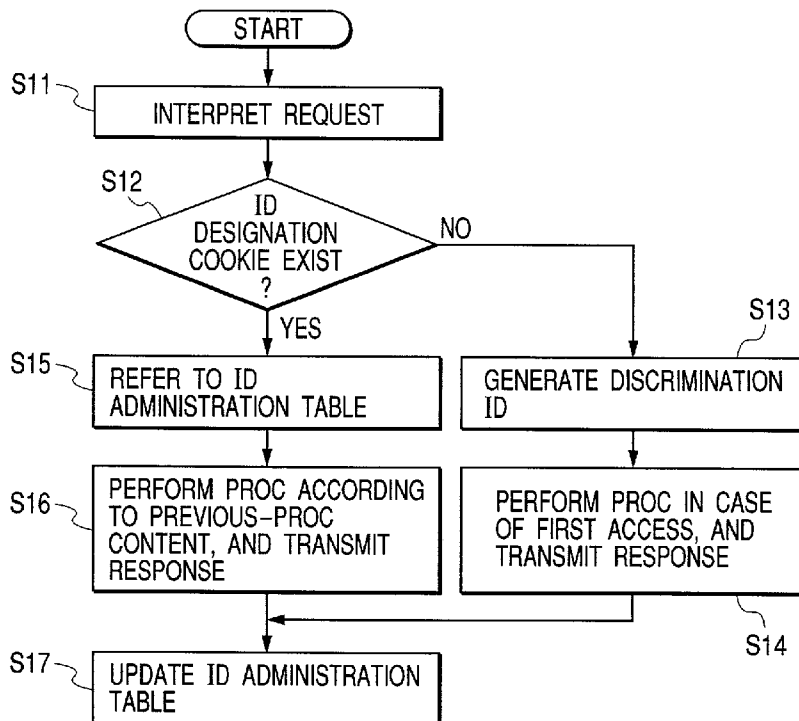 START
S11
INTERPRET REQUEST
S12
ID
DESIGNATION
COOKIE EXIST
?
NO
YES
S13
S15
REFER TO ID
ADMINISTRATION TABLE
GENERATE DISCRIMINATION
ID
S16
PERFORM PROC ACCORDING
TO PREVIOUS-PROC
CONTENT, AND TRANSMIT
RESPONSE
PERFORM PROC IN CASE
OF FIRST ACCESS, AND
TRANSMIT RESPONSE
S14
S17
UPDATE ID ADMINISTRATION
TABLE